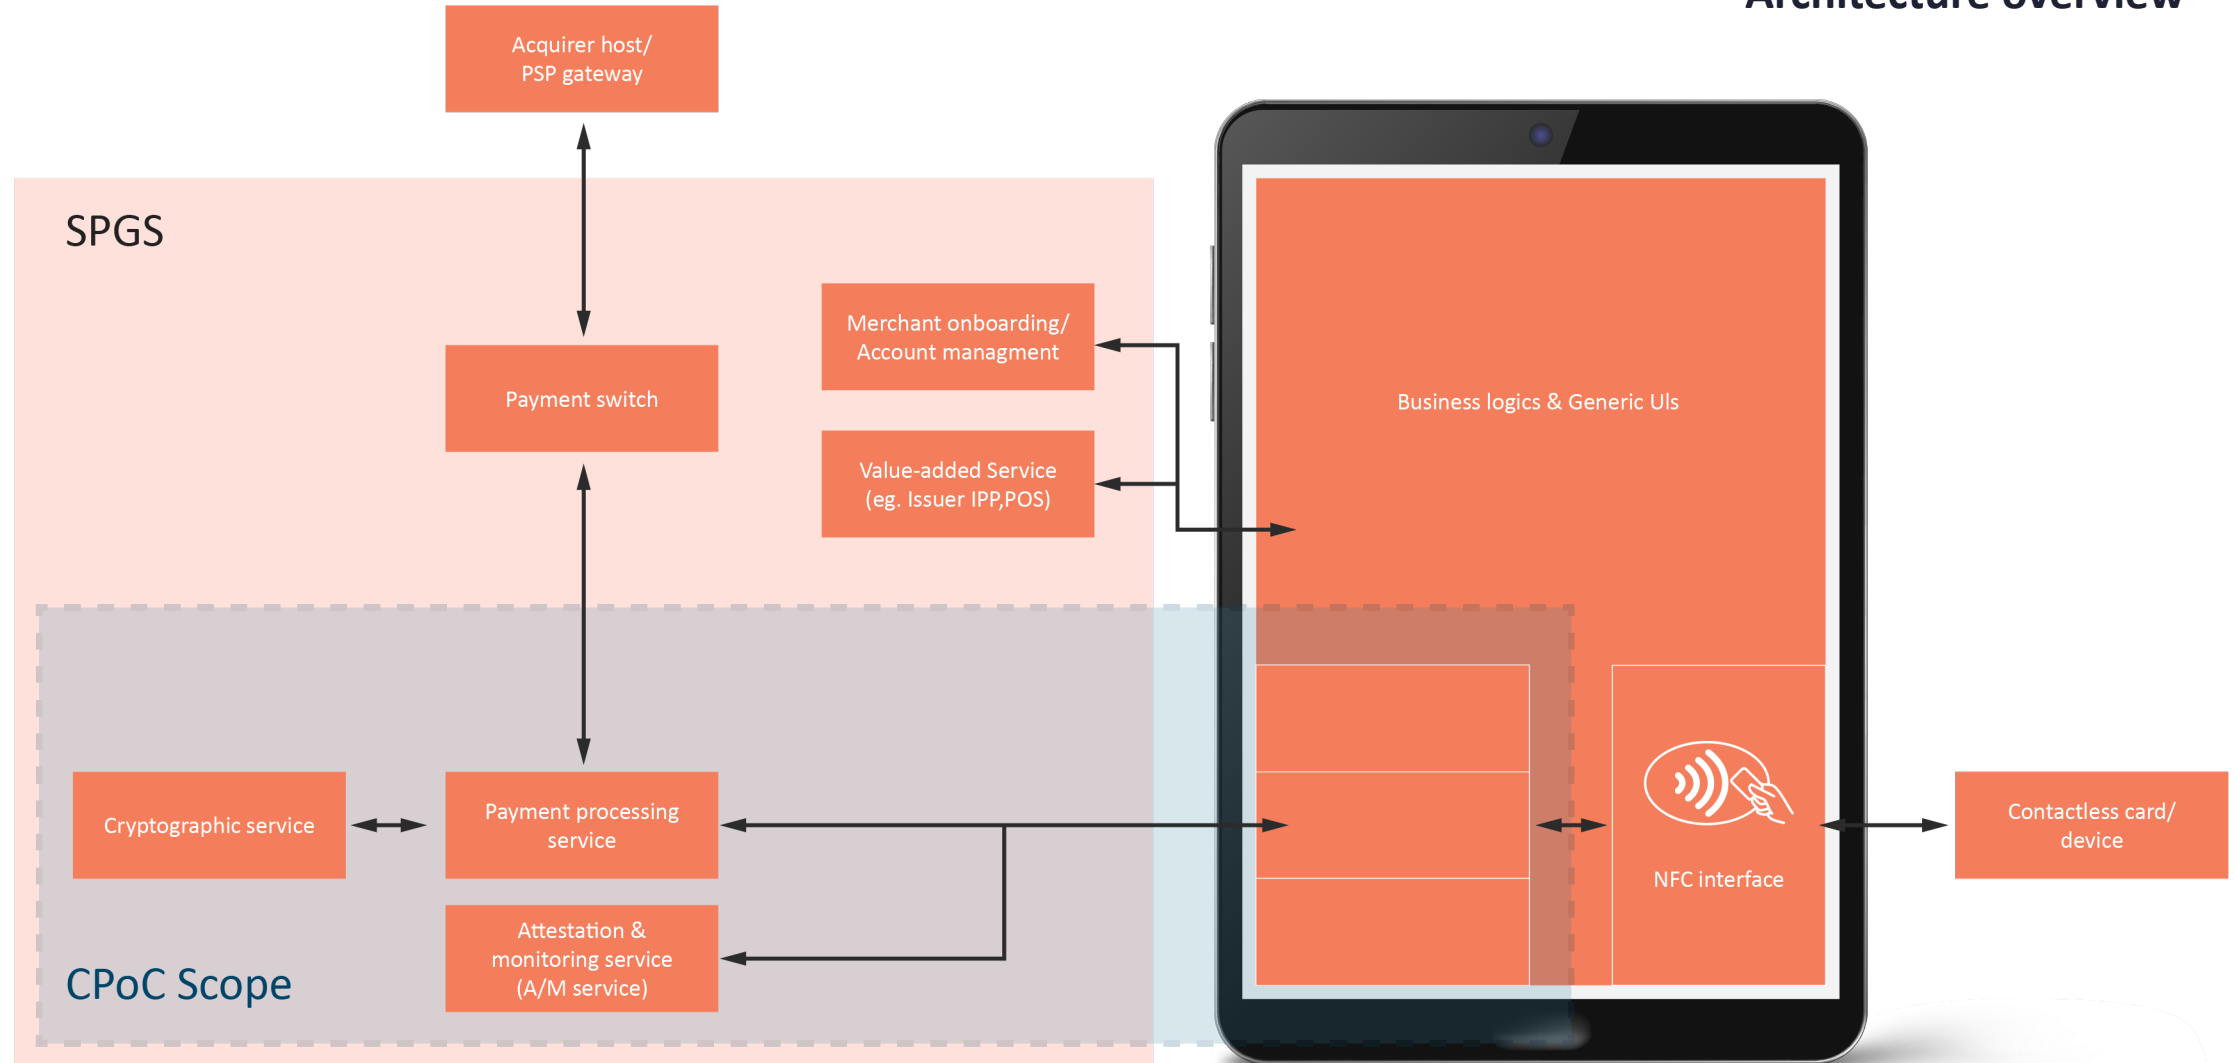 Architecture overview
Acquirer host/
PSP gateway
SPGS
Merchant onboarding/
Account managment
Payment switch
Business logics & Generic UIs
Value-added Service
(eg. Issuer IPP,POS)
Cryptographic service
Payment processing
service
Contactless card/
device
NFC interface
Attestation &
monitoring service
(A/M service)
CPoC Scope